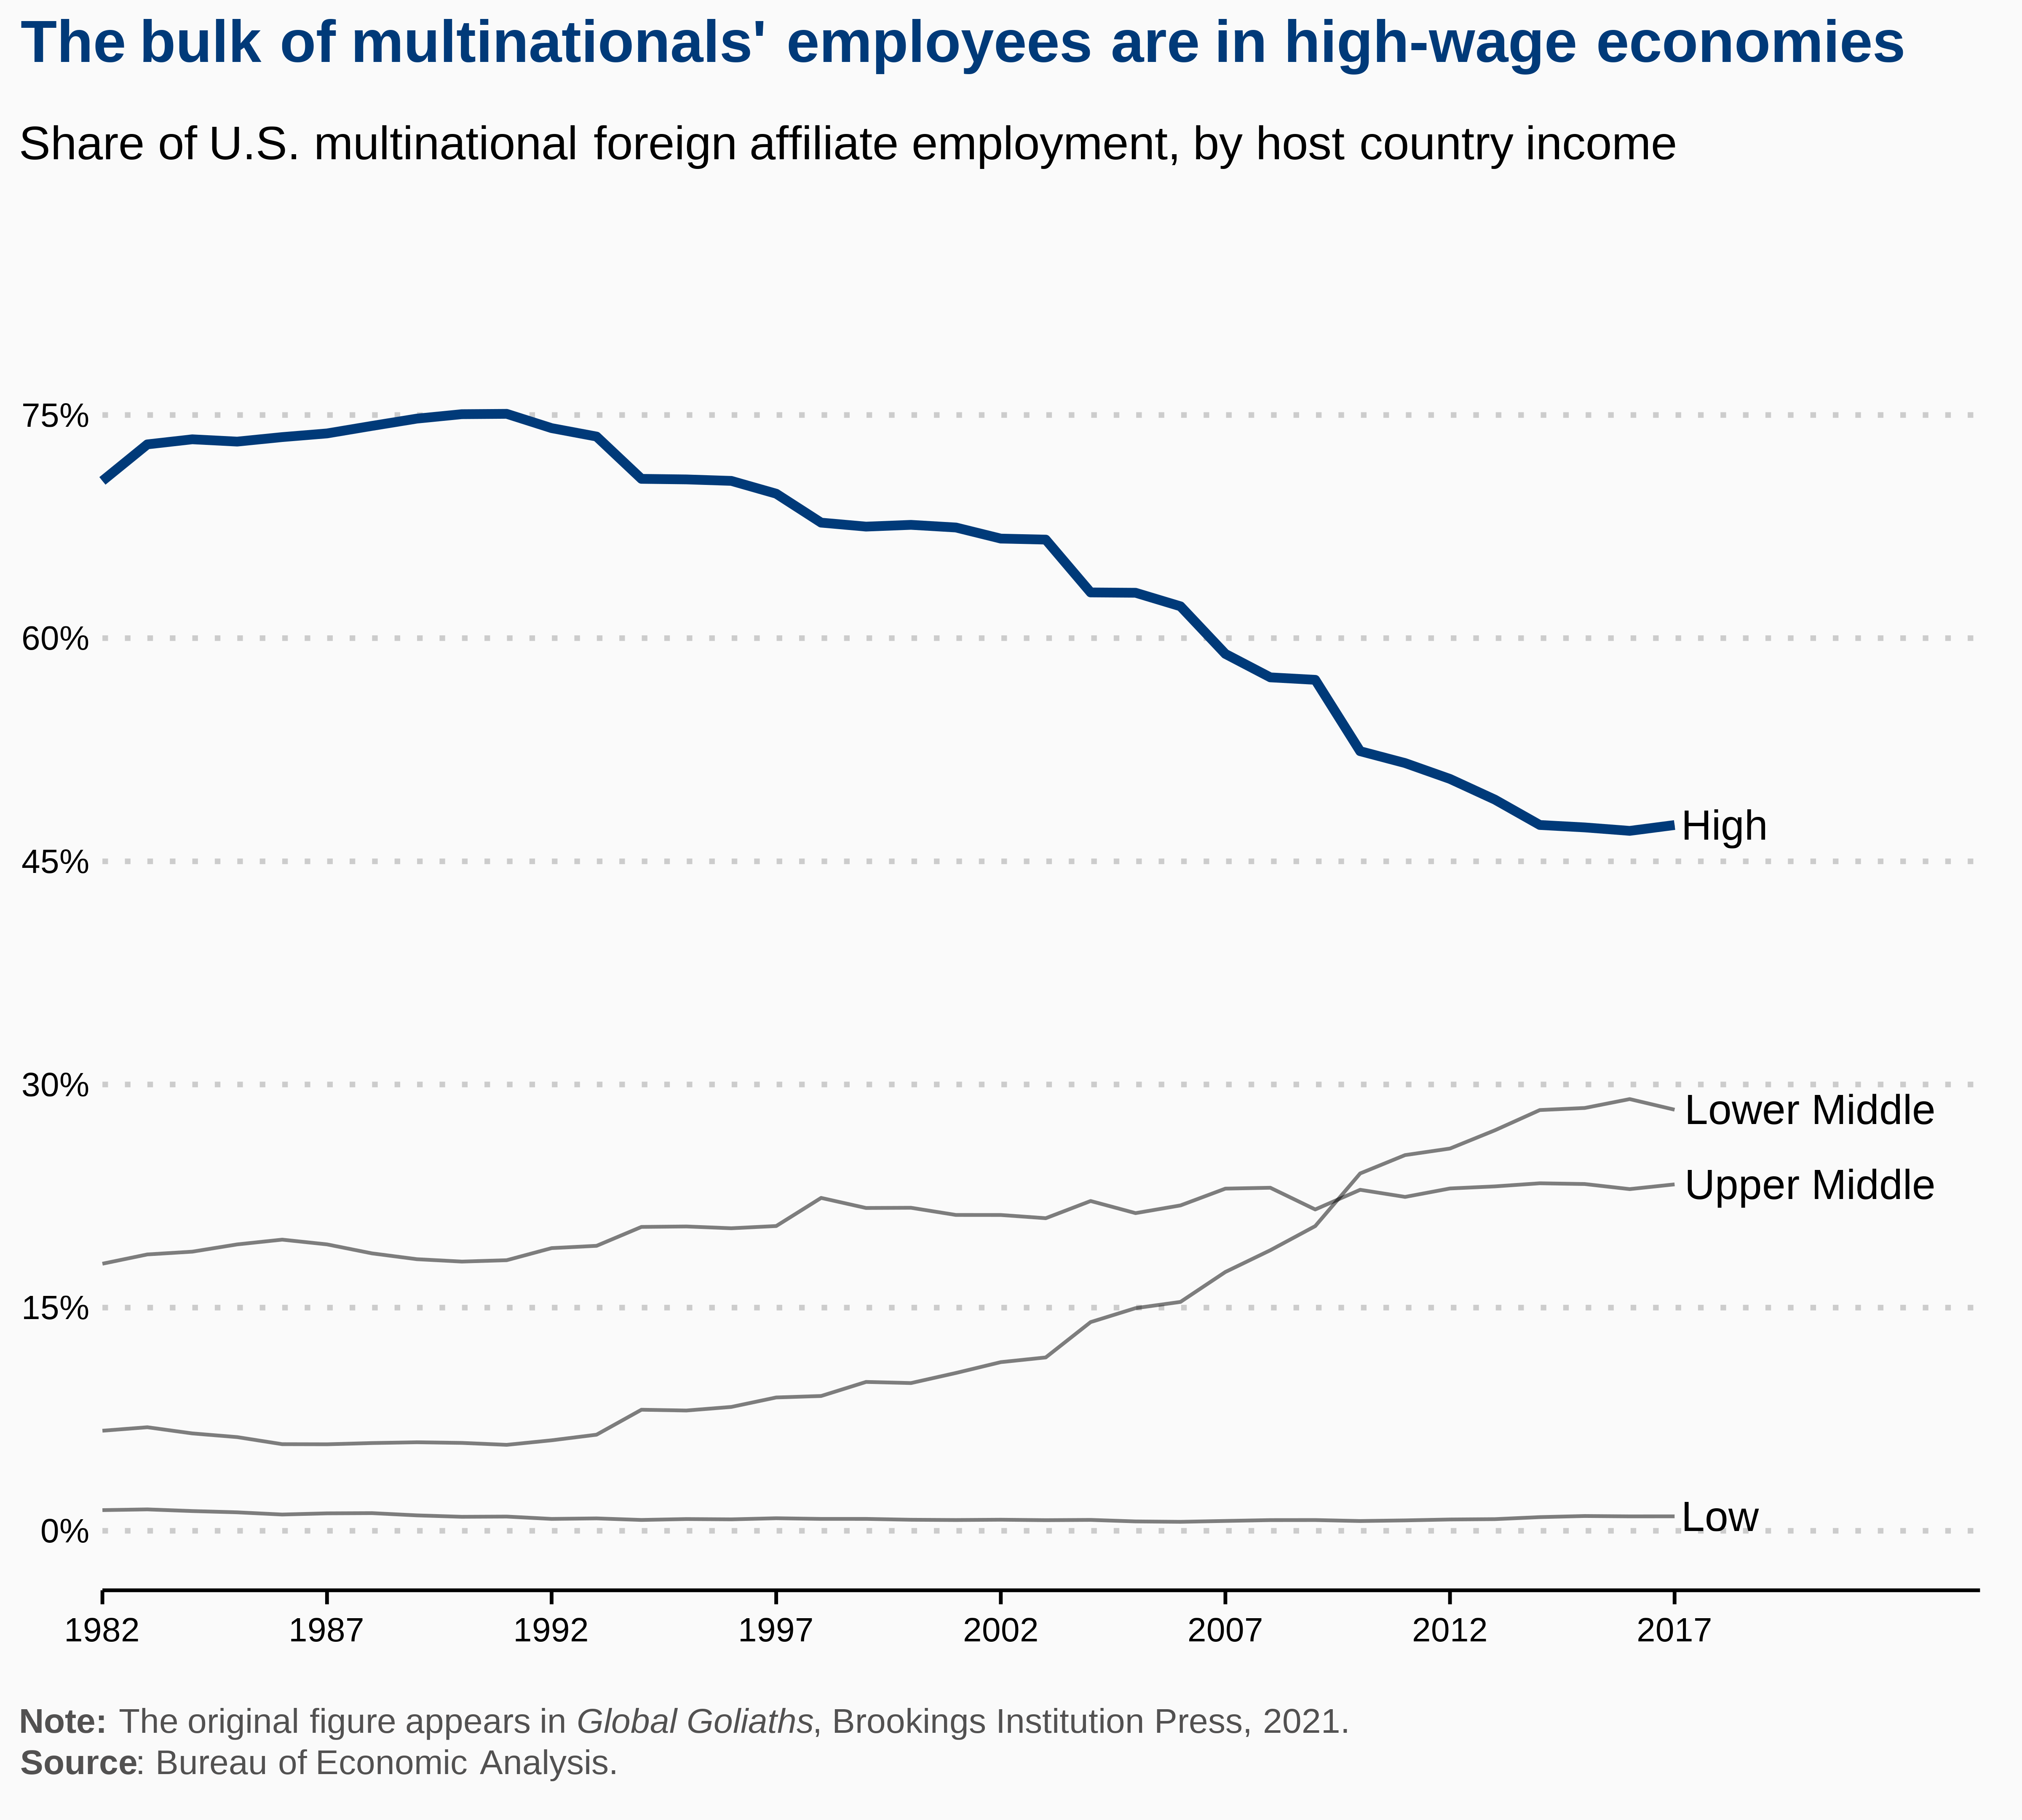 The bulk of multinationals' employees are in high-wage economies
Share of U.S. multinational foreign affiliate employment, by host country income
75%
60%
45%
High
30%
Lower Middle
Upper Middle
15%
0%
Low
1982 1987 1992 1997 2002 2007 2012 2017
Note: The original figure appears in Global Goliaths, Brookings Institution Press, 2021.
Source: Bureau of Economic Analysis.